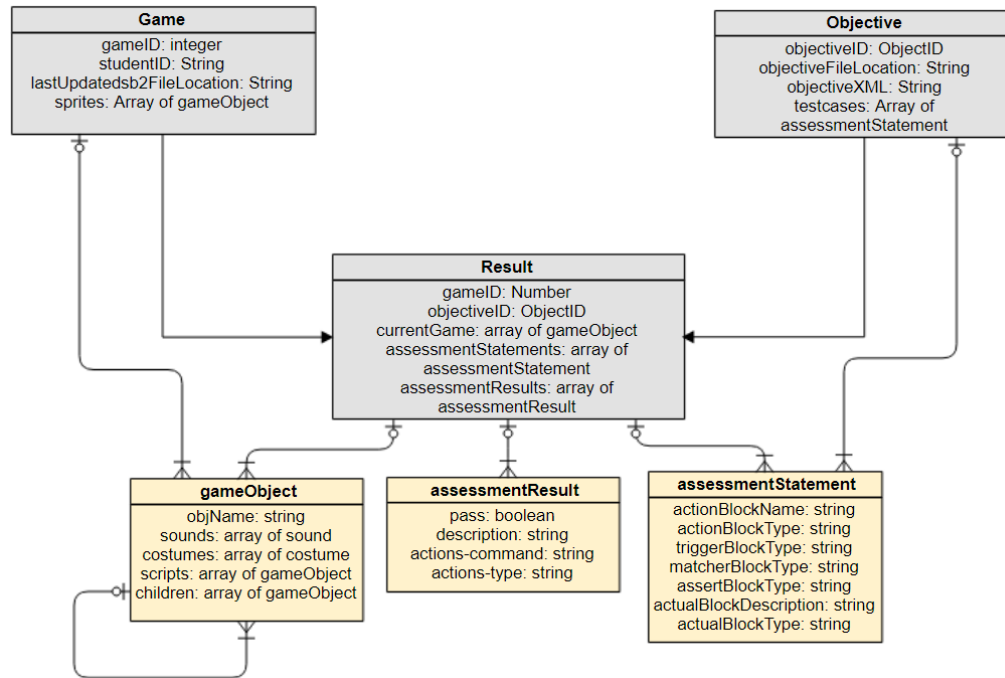 Game
gameID: integer
studentID: String
lastUpdatedsb2FileLocation: String
sprites: Array of gameObject
Objective
objectiveID: ObjectID
objectiveFileLocation: String
objectiveXML: String
testcases: Array of
assessmentStatement
Result
gameID: Number
objectiveID: ObjectID
currentGame: array of gameObject
assessmentStatements: array of
assessmentStatement
assessmentResults: array of
assessmentResult
gameObject
objName: string
sounds: array of sound
costumes: array of costume
scripts: array of gameObject
children: array of gameObject
assessmentResult
pass: boolean
description: string
actions-command: string
actions-type: string
assessmentStatement
actionBlockName: string
actionBlockType: string
triggerBlockType: string
matcherBlockType: string
assertBlockType: string
actualBlockDescription: string
actualBlockType: string